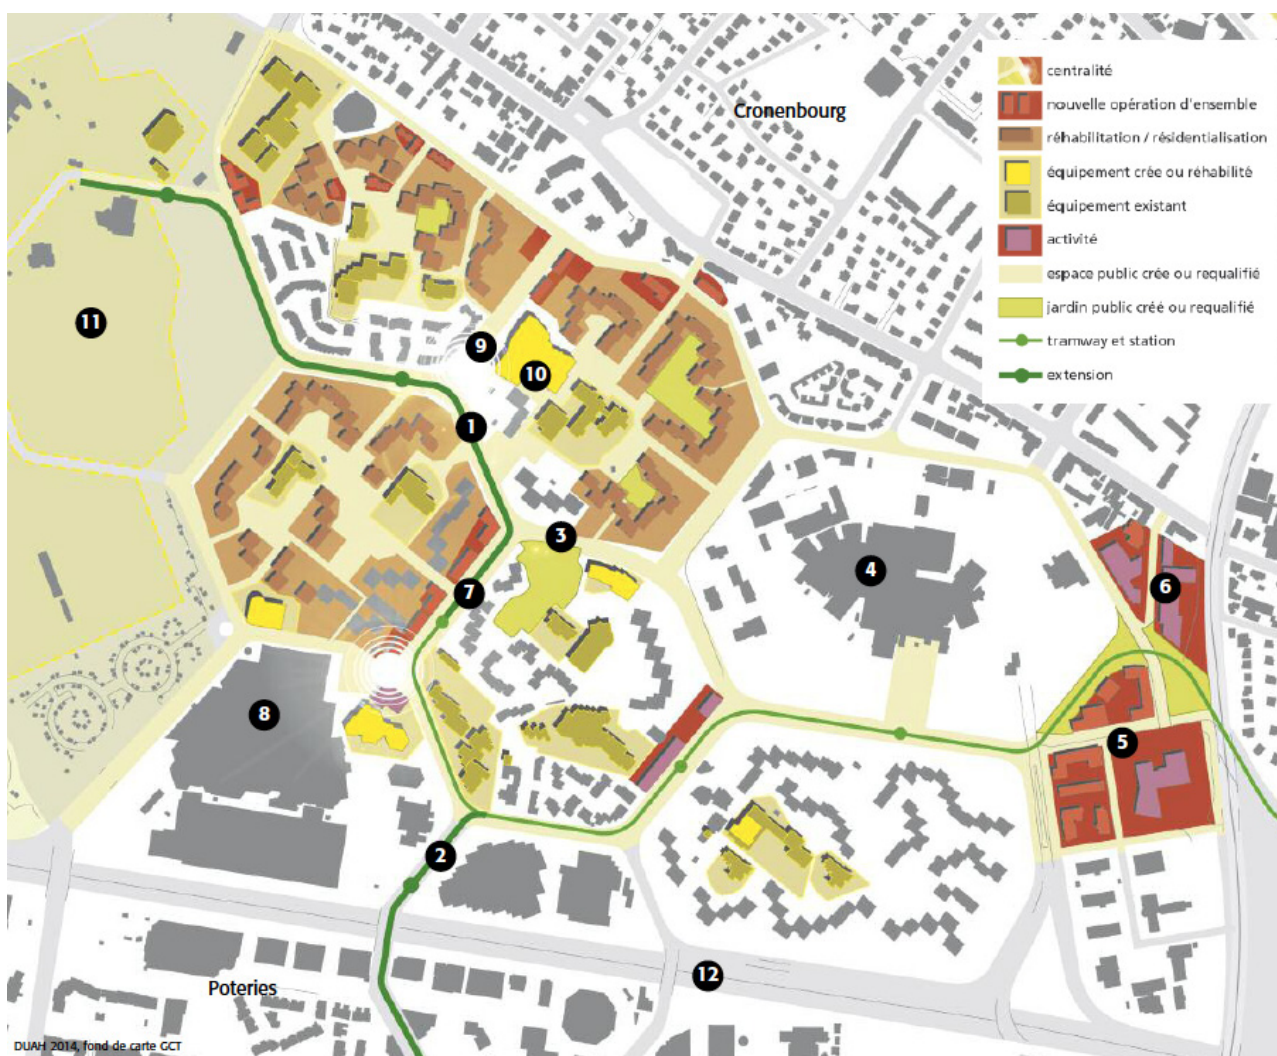 Cronenbourg
centralité
nouvelle opération d'ensemble
réhabilitation / résidentialisation
équipement crée ou réhabilité
équipement existant
activité
espace public crée ou requalifié
jardin public créé ou requalifié
tramway et station
extension
11
9
10
1
3
4
6
7
8
5
2
12
Poteries
DUAH 2014, fond de carte GCT